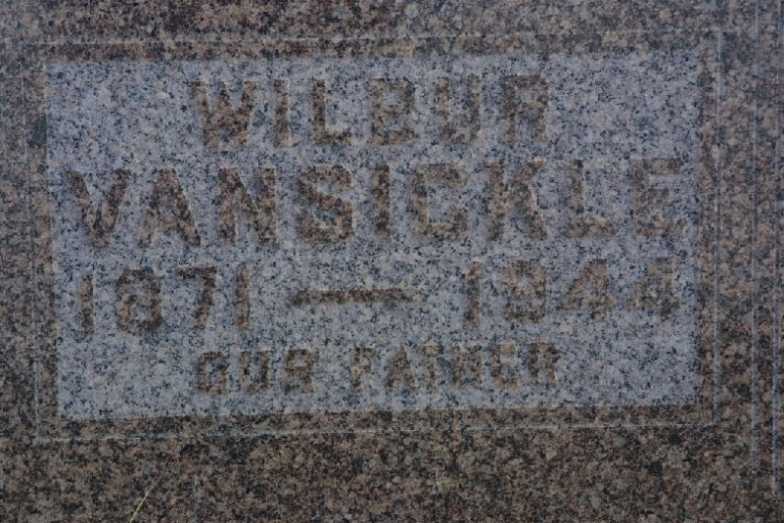 WILBUR
VANSICKLE
1871 — 1944
OUR FATHER